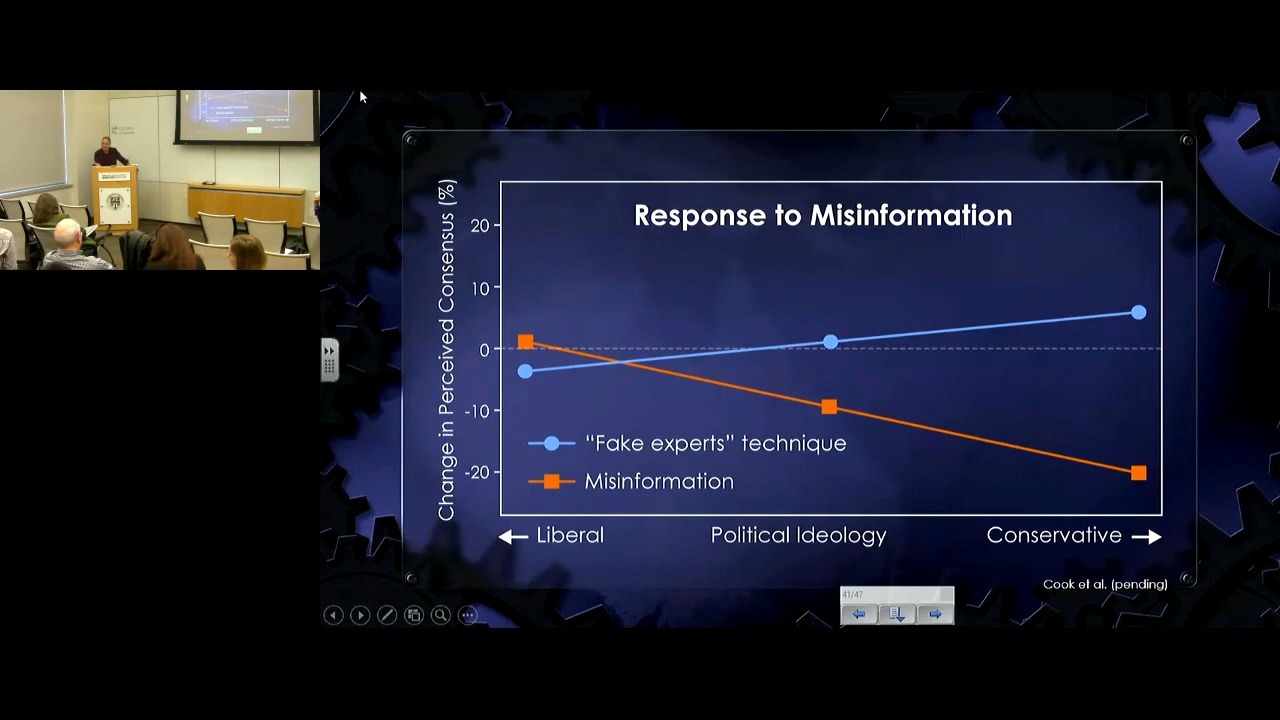 Response to Misinformation
Change in Perceived Consensus (%)
20
10
0
-10
-20
“Fake experts” technique
Misinformation
Liberal
Political Ideology
Conservative
Cook et al. (pending)
41/47